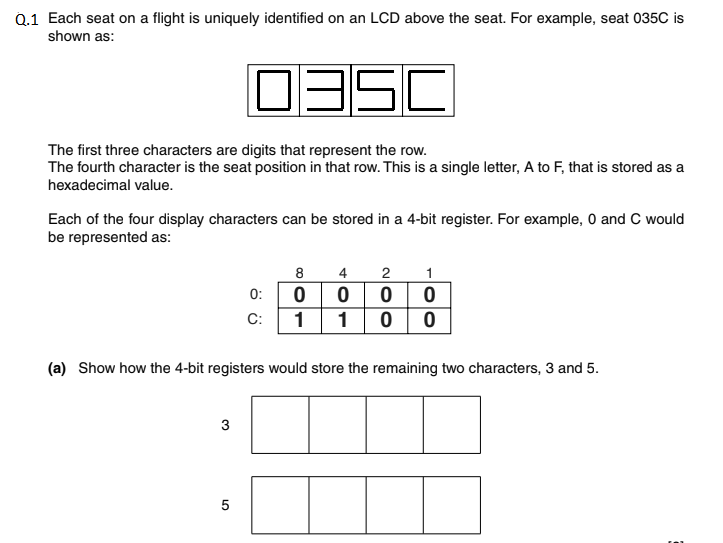 Q.1 Each seat on a flight is uniquely identified on an LCD above the seat. For example, seat 035C is
shown as:
035C
The first three characters are digits that represent the row.
The fourth character is the seat position in that row. This is a single letter, A to F, that is stored as a
hexadecimal value.
Each of the four display characters can be stored in a 4-bit register. For example, 0 and C would
be represented as:
8 4 2 1
0: 0 0 0 0
C: 1 1 0 0
(a) Show how the 4-bit registers would store the remaining two characters, 3 and 5.
3
5